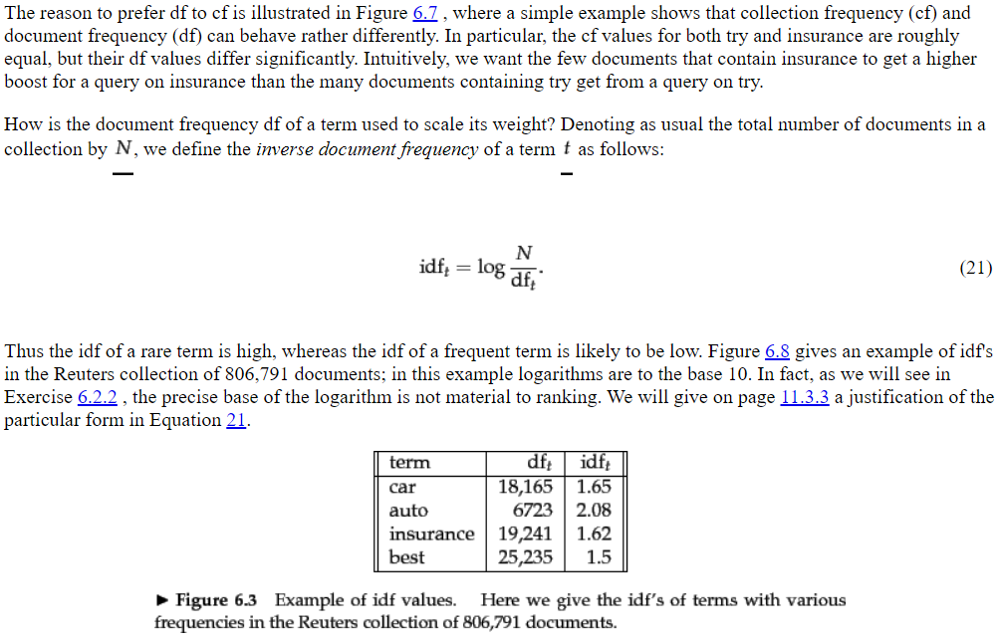 The reason to prefer df to cf is illustrated in Figure 6.7 , where a simple example shows that collection frequency (cf) and
document frequency (df) can behave rather differently. In particular, the cf values for both try and insurance are roughly
equal, but their df values differ significantly. Intuitively, we want the few documents that contain insurance to get a higher
boost for a query on insurance than the many documents containing try get from a query on try.
How is the document frequency df of a term used to scale its weight? Denoting as usual the total number of documents in a
collection by N, we define the inverse document frequency of a term t as follows:
idfₜ = log N/dfₜ. (21)
Thus the idf of a rare term is high, whereas the idf of a frequent term is likely to be low. Figure 6.8 gives an example of idf's
in the Reuters collection of 806,791 documents; in this example logarithms are to the base 10. In fact, as we will see in
Exercise 6.2.2 , the precise base of the logarithm is not material to ranking. We will give on page 11.3.3 a justification of the
particular form in Equation 21.
term dfₜ idfₜ
car 18,165 1.65
auto 6723 2.08
insurance 19,241 1.62
best 25,235 1.5
► Figure 6.3 Example of idf values. Here we give the idf's of terms with various
frequencies in the Reuters collection of 806,791 documents.